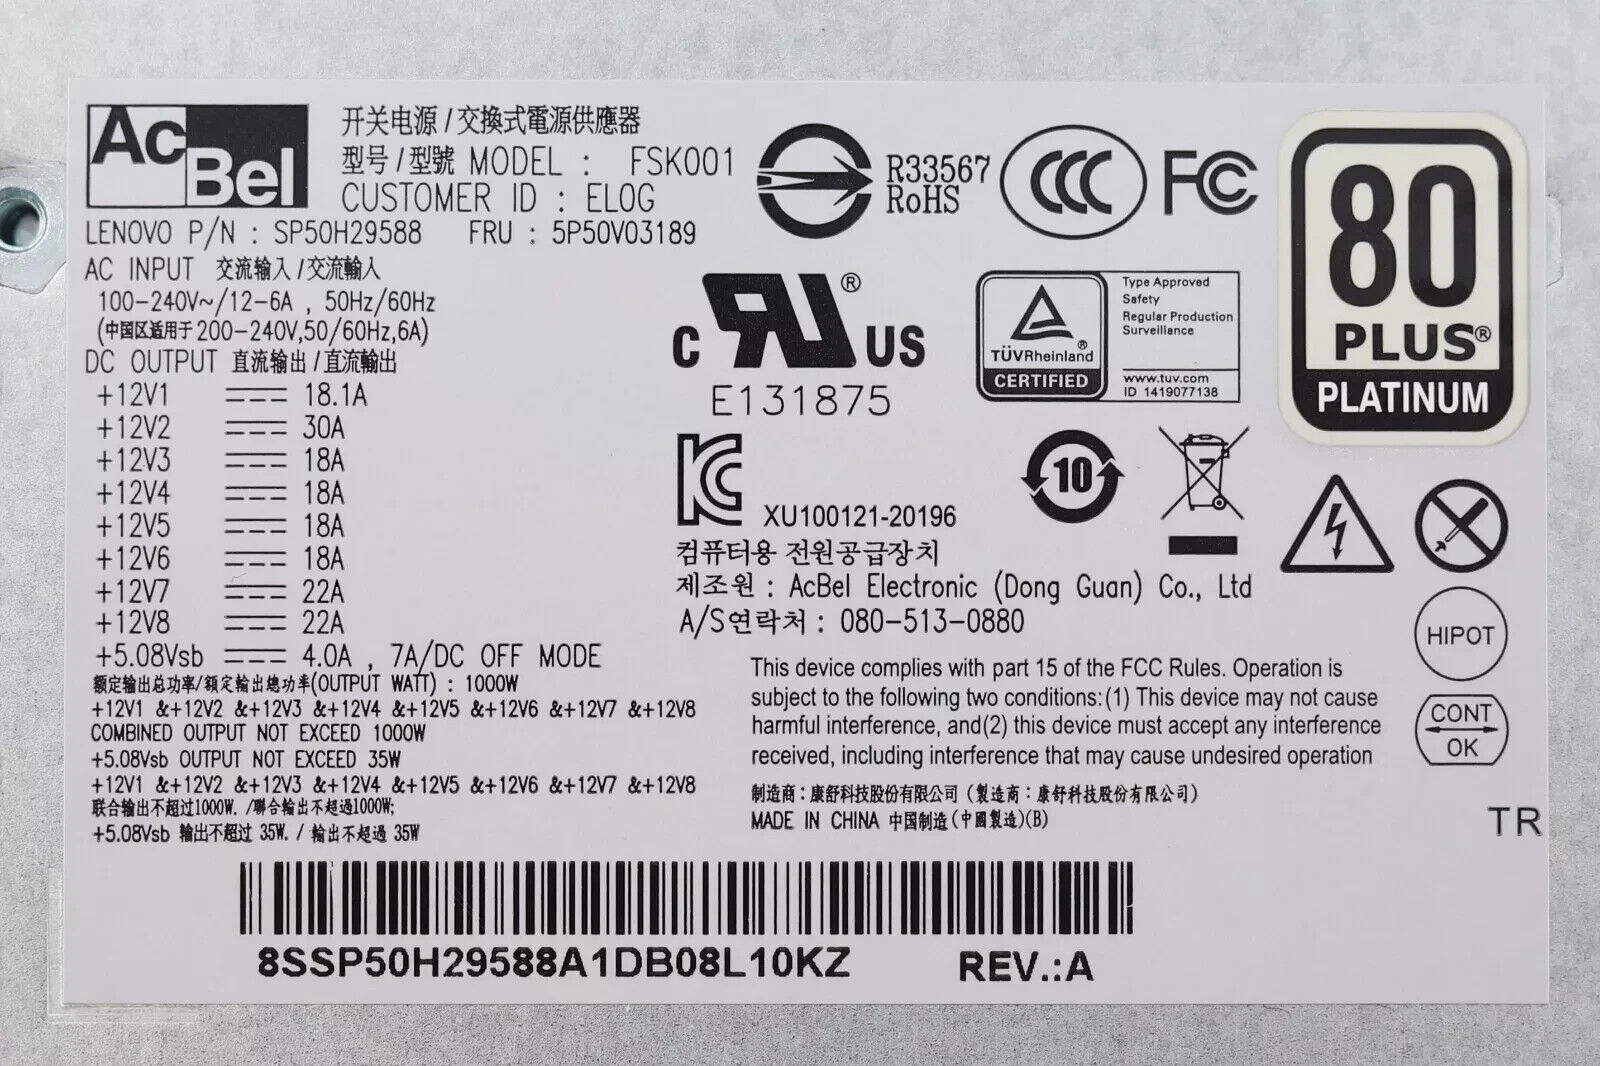 AcBel
开关电源/交換式電源供應器
型号/型號 MODEL : FSK001
CUSTOMER ID : ELOG
LENOVO P/N : SP50H29588 FRU : 5P50V03189
AC INPUT 交流输入/交流輸入
100-240V~/12-6A , 50Hz/60Hz
(中国区适用于200-240V,50/60Hz,6A)
DC OUTPUT 直流输出/直流輸出
+12V1 18.1A
+12V2 30A
+12V3 18A
+12V4 18A
+12V5 18A
+12V6 18A
+12V7 22A
+12V8 22A
+5.08Vsb 4.0A , 7A/DC OFF MODE
额定输出总功率/額定輸出總功率(OUTPUT WATT) : 1000W
+12V1 &+12V2 &+12V3 &+12V4 &+12V5 &+12V6 &+12V7 &+12V8
COMBINED OUTPUT NOT EXCEED 1000W
+5.08Vsb OUTPUT NOT EXCEED 35W
+12V1 &+12V2 &+12V3 &+12V4 &+12V5 &+12V6 &+12V7 &+12V8
联合输出不超过1000W. /聯合輸出不超過1000W;
+5.08Vsb 输出不超过 35W. / 輸出不超過 35W
R33567
RoHS
CCC
FC
80
PLUS®
PLATINUM
c RU® US
E131875
TÜVRheinland®
CERTIFIED
Type Approved
Safety
Regular Production
Surveillance
www.tuv.com
ID 1419077138
KC
XU100121-20196
10
컴퓨터용 전원공급장치
제조원 : AcBel Electronic (Dong Guan) Co., Ltd
A/S연락처 : 080-513-0880
HIPOT
CONT
OK
This device complies with part 15 of the FCC Rules. Operation is
subject to the following two conditions:(1) This device may not cause
harmful interference, and(2) this device must accept any interference
received, including interference that may cause undesired operation
制造商:康舒科技股份有限公司 (製造商:康舒科技股份有限公司)
MADE IN CHINA 中国制造(中國製造)(B)
TR
8SSP50H29588A1DB08L10KZ REV.:A